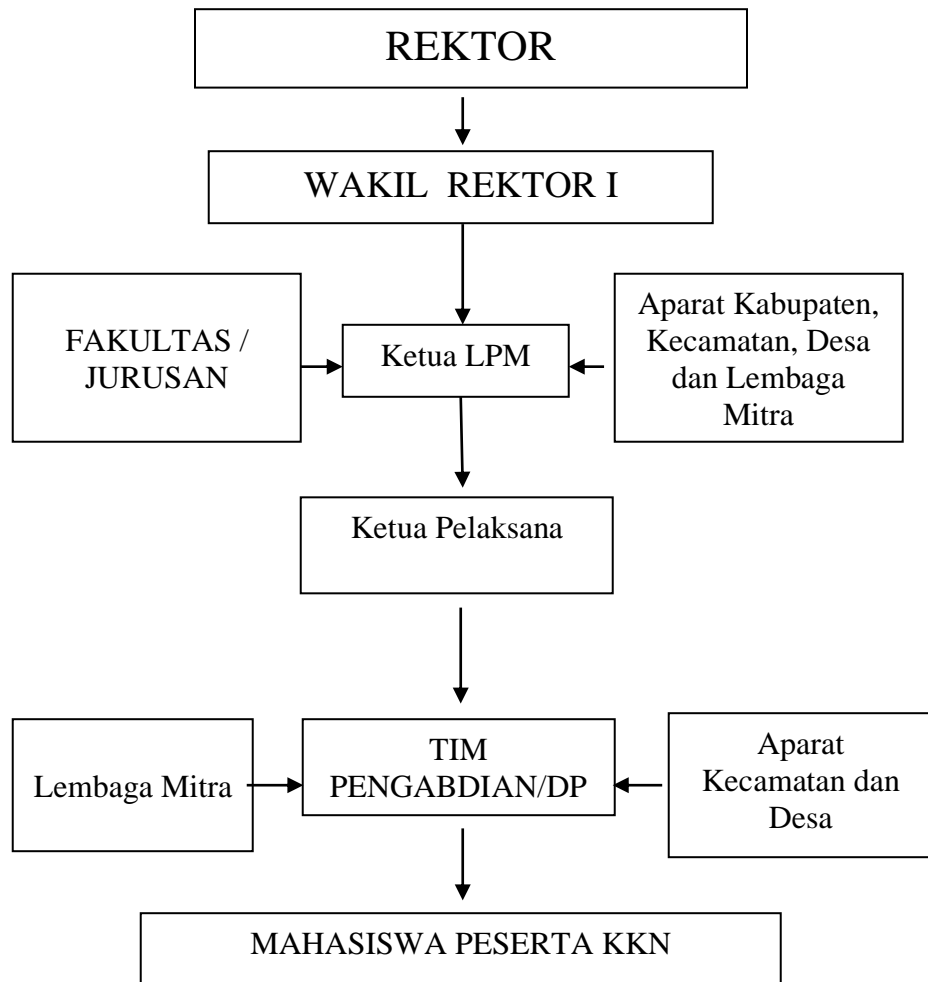 REKTOR
WAKIL REKTOR I
FAKULTAS /
JURUSAN
Ketua LPM
Aparat Kabupaten,
Kecamatan, Desa
dan Lembaga
Mitra
Ketua Pelaksana
Lembaga Mitra
TIM
PENGABDIAN/DP
Aparat
Kecamatan dan
Desa
MAHASISWA PESERTA KKN